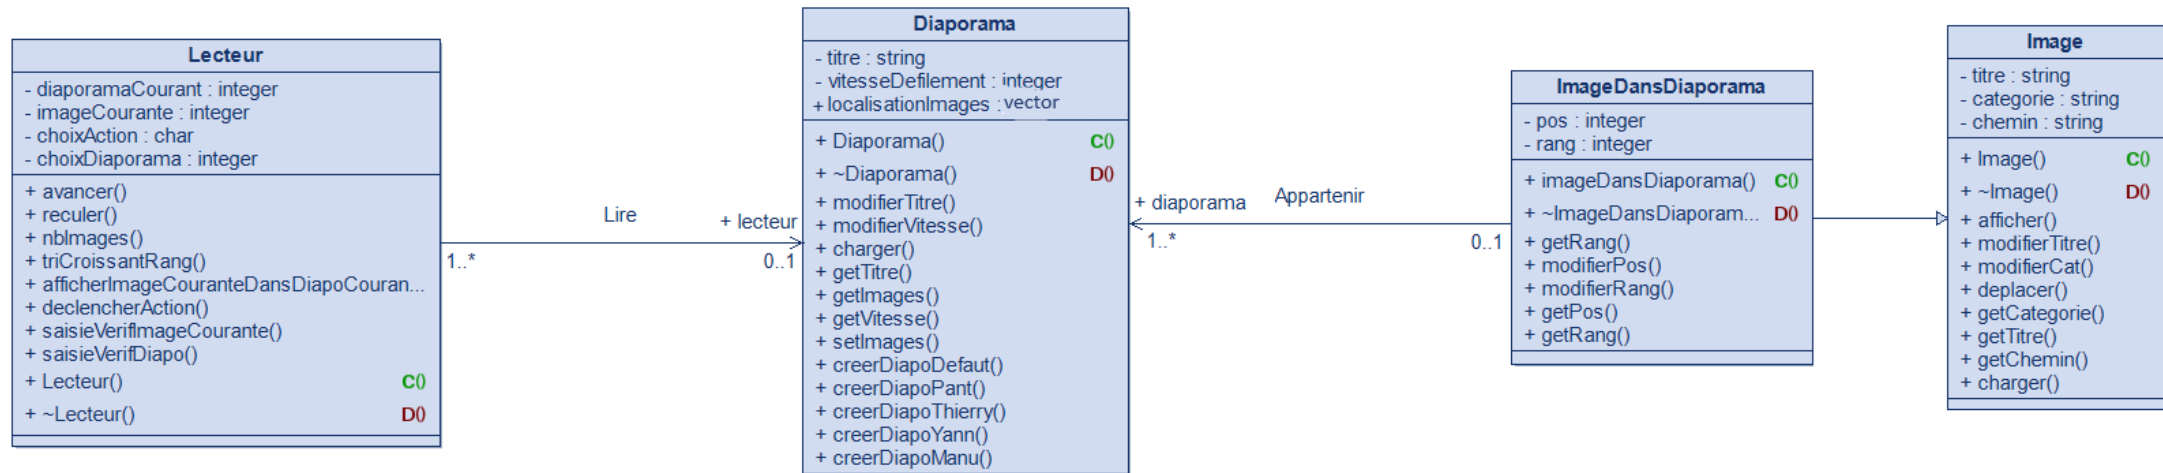 Lecteur
- diaporamaCourant : integer
- imageCourante : integer
- choixAction : char
- choixDiaporama : integer
+ avancer()
+ reculer()
+ nbImages()
+ triCroissantRang()
+ afficherImageCouranteDansDiapoCouran...
+ declencherAction()
+ saisieVerifImageCourante()
+ saisieVerifDiapo()
+ Lecteur() C()
+ ~Lecteur() D()
Lire
+ lecteur
1..*
0..1
Diaporama
- titre : string
- vitesseDefilement : integer
+ localisationImages : vector
+ Diaporama() C()
+ ~Diaporama() D()
+ modifierTitre()
+ modifierVitesse()
+ charger()
+ getTitre()
+ getImages()
+ getVitesse()
+ setImages()
+ creerDiapoDefaut()
+ creerDiapoPant()
+ creerDiapoThierry()
+ creerDiapoYann()
+ creerDiapoManu()
+ diaporama
Appartenir
1..*
0..1
ImageDansDiaporama
- pos : integer
- rang : integer
+ imageDansDiaporama() C()
+ ~ImageDansDiaporam... D()
+ getRang()
+ modifierPos()
+ modifierRang()
+ getPos()
+ getRang()
Image
- titre : string
- categorie : string
- chemin : string
+ Image() C()
+ ~Image() D()
+ afficher()
+ modifierTitre()
+ modifierCat()
+ deplacer()
+ getCategorie()
+ getTitre()
+ getChemin()
+ charger()